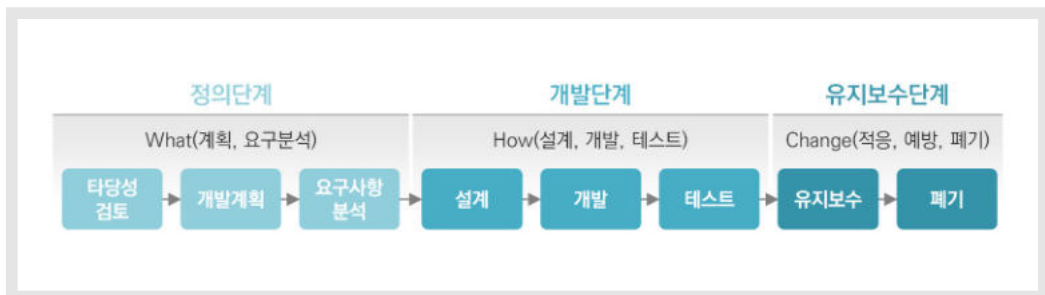 정의단계 개발단계 유지보수단계
What(계획, 요구분석) How(설계, 개발, 테스트) Change(적응, 예방, 폐기)
타당성
검토
개발계획
요구사항
분석
설계
개발
테스트
유지보수
폐기